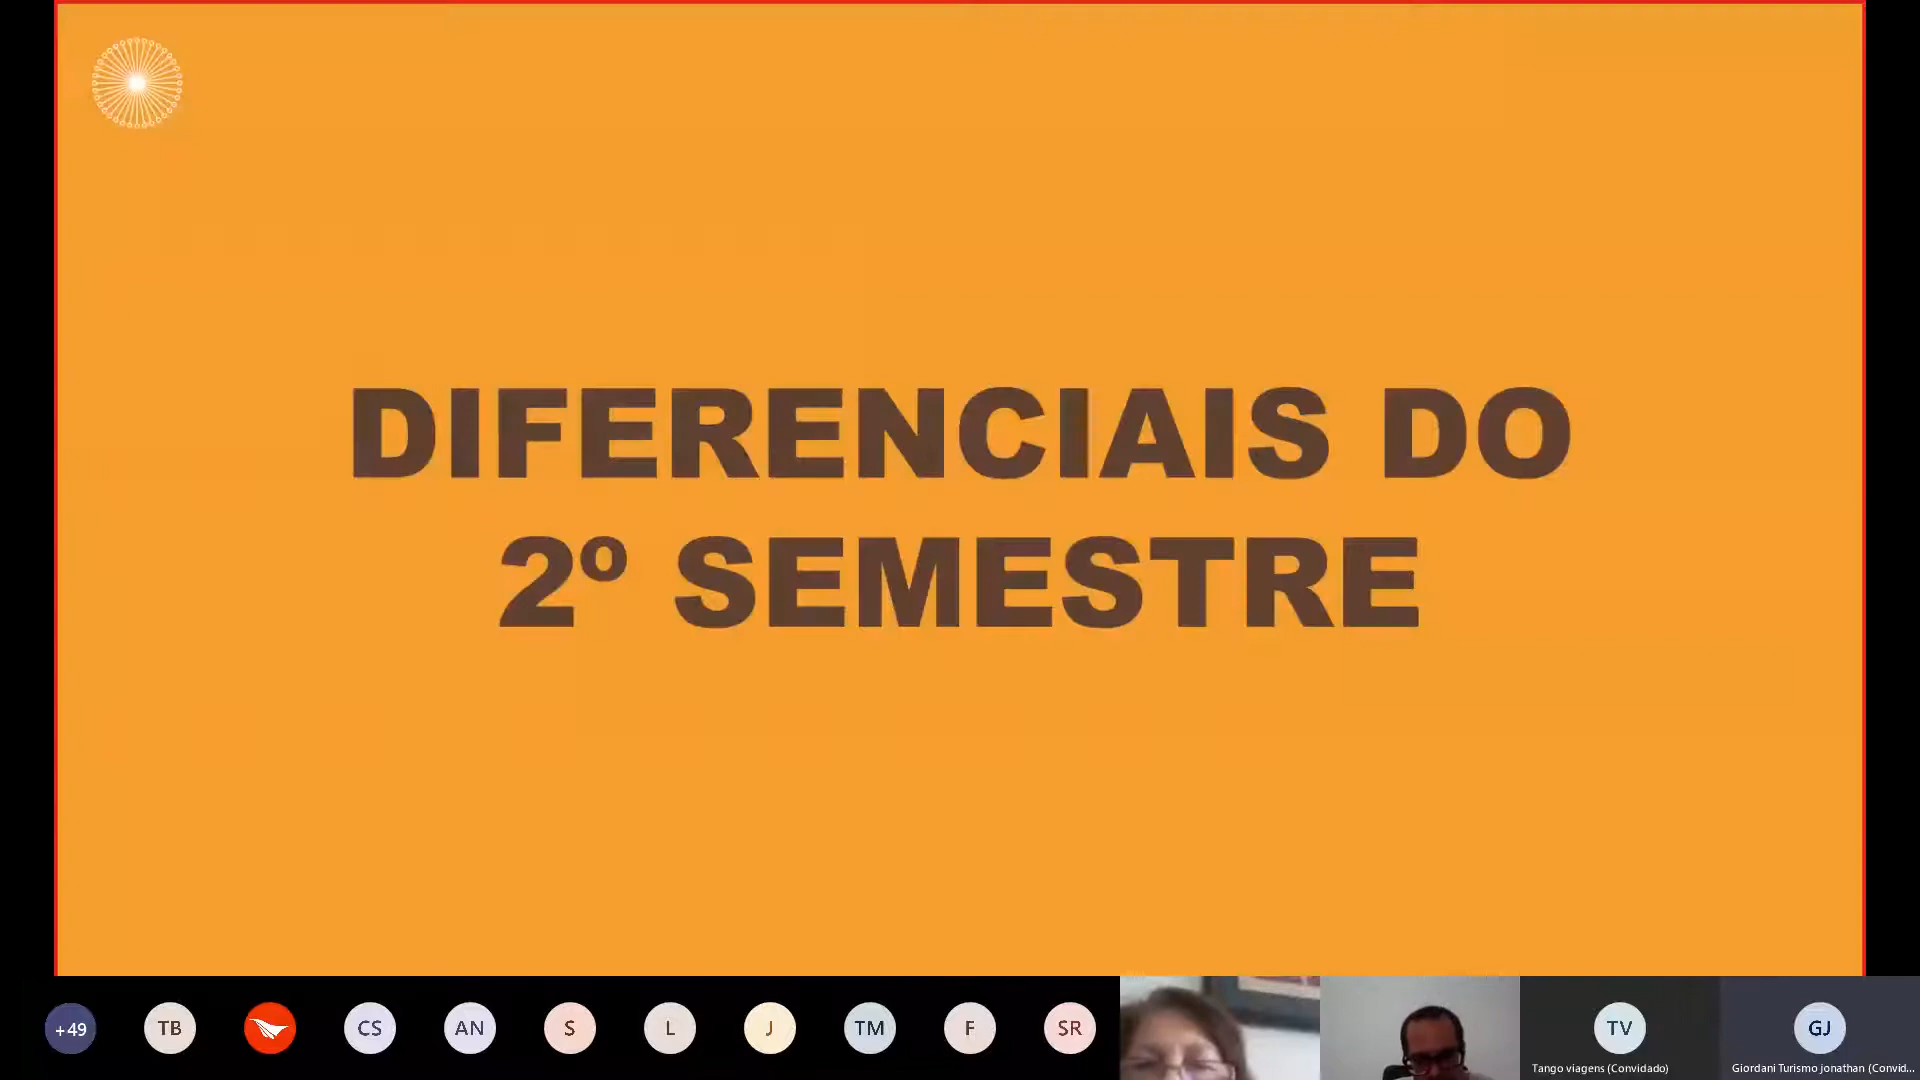 DIFERENCIAIS DO
2º SEMESTRE
+49
TB
CS
AN
S
L
J
TM
F
SR
TV
Tango viagens (Convidado)
GJ
Giordani Turismo jonathan (Convid...